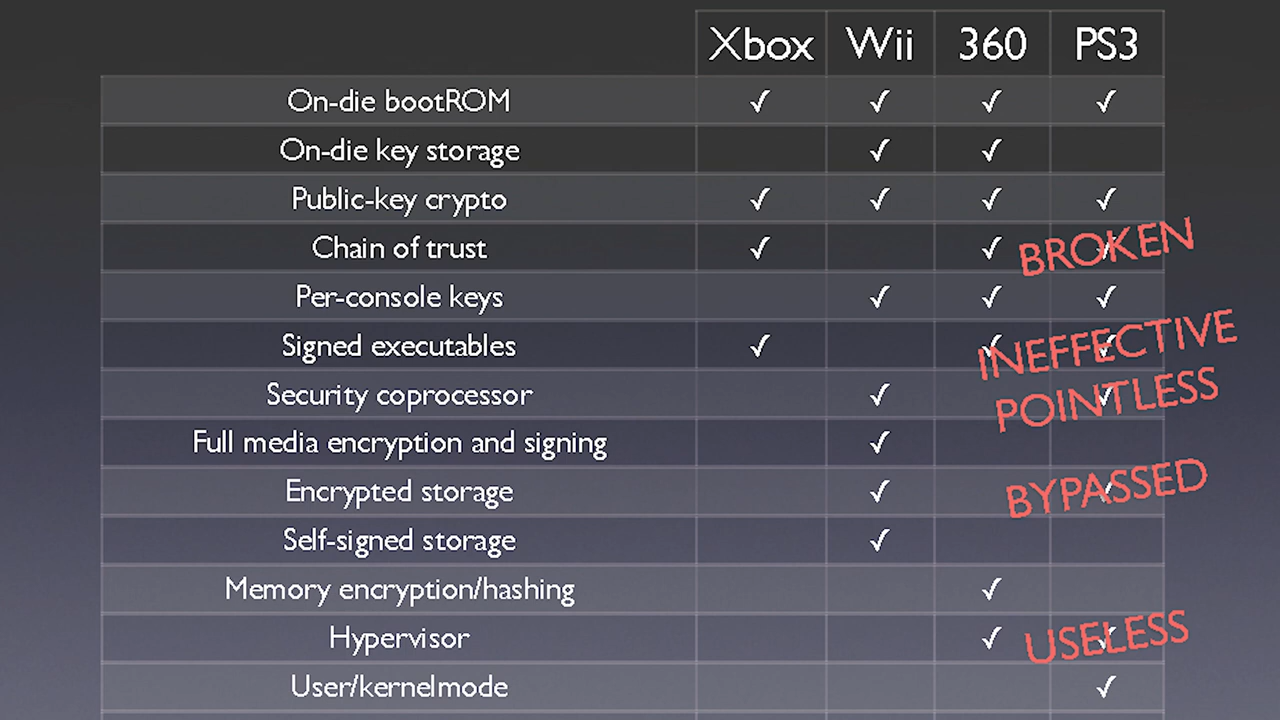 Xbox Wii 360 PS3
On-die bootROM ✓ ✓ ✓ ✓
On-die key storage ✓ ✓
Public-key crypto ✓ ✓ ✓ ✓
Chain of trust ✓ ✓ ✓ BROKEN
Per-console keys ✓ ✓ ✓
Signed executables ✓ ✓ ✓ INEFFECTIVE
Security coprocessor ✓ ✓ POINTLESS
Full media encryption and signing ✓
Encrypted storage ✓ ✓ BYPASSED
Self-signed storage ✓
Memory encryption/hashing ✓
Hypervisor ✓ ✓ USELESS
User/kernelmode ✓